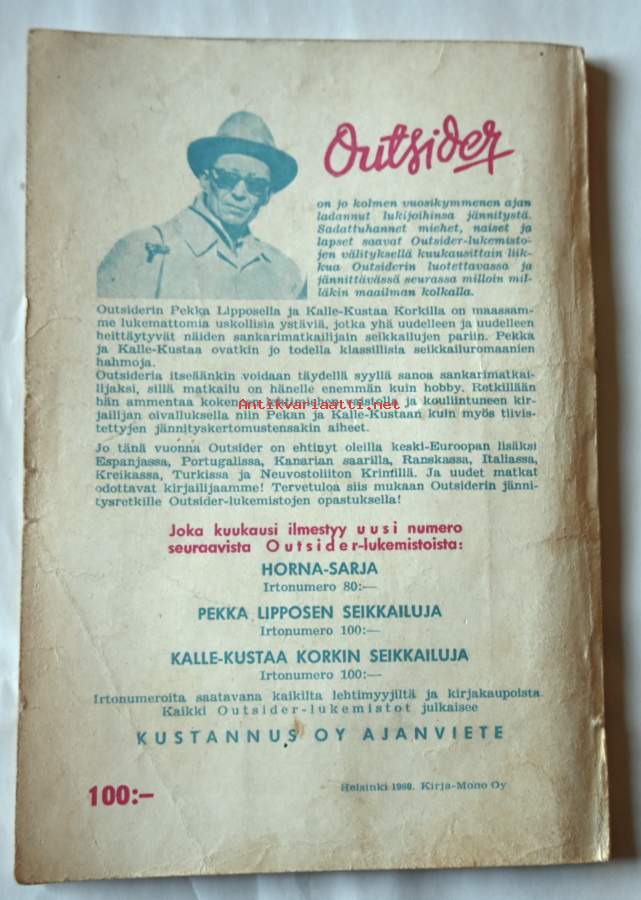 Outsider
on jo kolmen vuosikymmenen ajan
ladannut lukijoihinsa jännitystä.
Sadattuhannet miehet, naiset ja
lapset saavat Outsider-lukemisto-
jen välityksellä kuukausittain liik-
kua Outsiderin luotettavassa ja
jännittävässä seurassa milloin mil-
läkin maailman kolkalla.
Outsiderin Pekka Lipposella ja Kalle-Kustaa Korkilla on maassam-
me lukemattomia uskollisia ystäviä, jotka yhä uudelleen ja uudelleen
heittäytyvät näiden sankarimatkailijain seikkailujen pariin. Pekka
ja Kalle-Kustaa ovatkin jo todella klassillisia seikkailuromaanien
hahmoja.
Outsideria itseäänkin voidaan täydellä syyllä sanoa sankarimatkai-
lijaksi, sillä matkailu on hänelle enemmän kuin hobby. Retkillään
hän ammentaa kokeneen lehtimiehen vaistolla ja kouliintuneen kir-
Antikvariaatti.net
jailijan oivalluksella niin Pekan ja Kalle-Kustaan kuin myös tiivis-
tettyjen jännityskertomustensakin aiheet.
Jo tänä vuonna Outsider on ehtinyt oleilla keski-Euroopan lisäksi
Espanjassa, Portugalissa, Kanarian saarilla, Ranskassa, Italiassa,
Kreikassa, Turkissa ja Neuvostoliiton Krimillä. Ja uudet matkat
odottavat kirjailijaamme! Tervetuloa siis mukaan Outsiderin jänni-
tysretkille Outsider-lukemistojen opastuksella!
Joka kuukausi ilmestyy uusi numero
seuraavista Outsider-lukemistoista:
HORNA-SARJA
Irtonumero 80:—
PEKKA LIPPOSEN SEIKKAILUJA
Irtonumero 100:—
KALLE-KUSTAA KORKIN SEIKKAILUJA
Irtonumero 100:—
Irtonumeroita saatavana kaikilta lehtimyyjiltä ja kirjakaupoista.
Kaikki Outsider-lukemistot julkaisee
KUSTANNUS OY AJANVIETE
100:-
Helsinki 1960. Kirja-Mono Oy